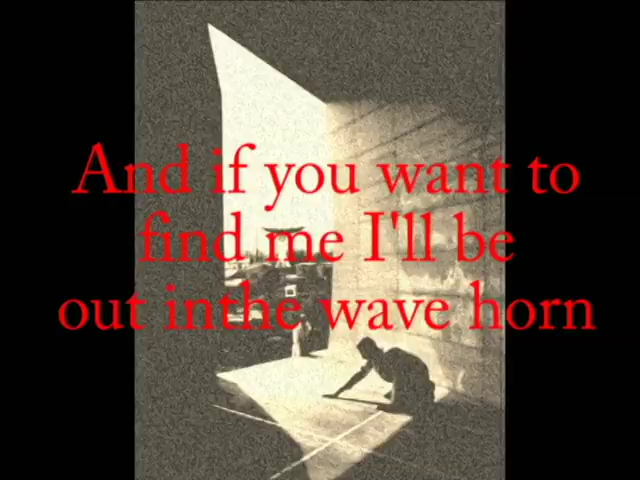 And if you want to
find me I'll be
out inthe wave horn